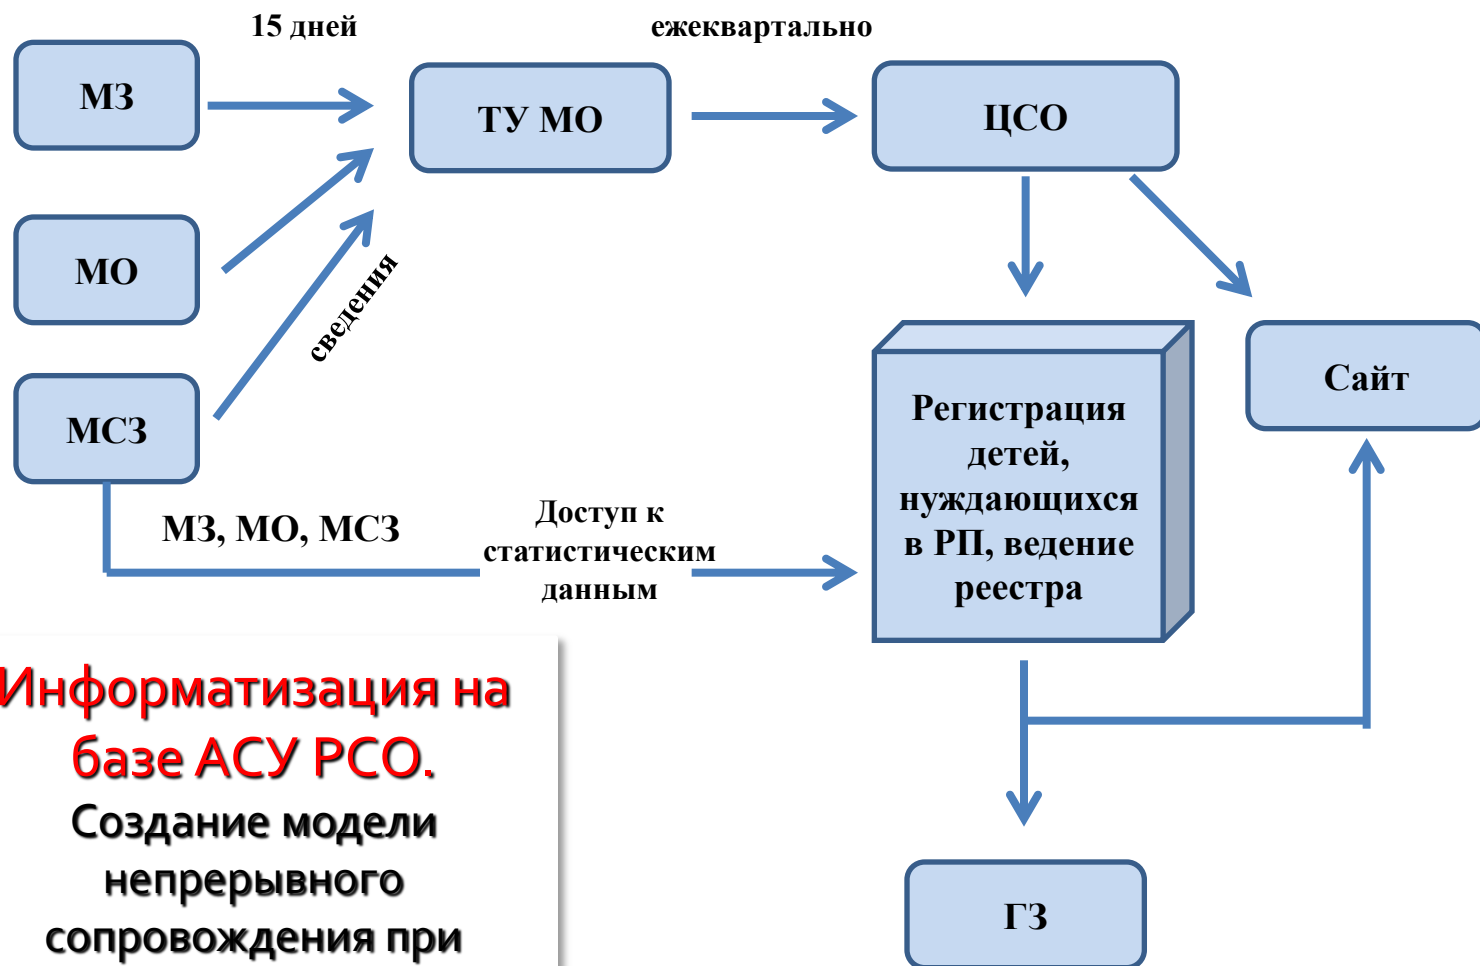 15 дней
ежеквартально
МЗ
ТУ МО
ЦСО
МО
сведения
МСЗ
Сайт
Регистрация
детей,
нуждающихся
в РП, ведение
реестра
МЗ, МО, МСЗ
Доступ к
статистическим
данным
Информатизация на
базе АСУ РСО.
Создание модели
непрерывного
сопровождения при
ГЗ